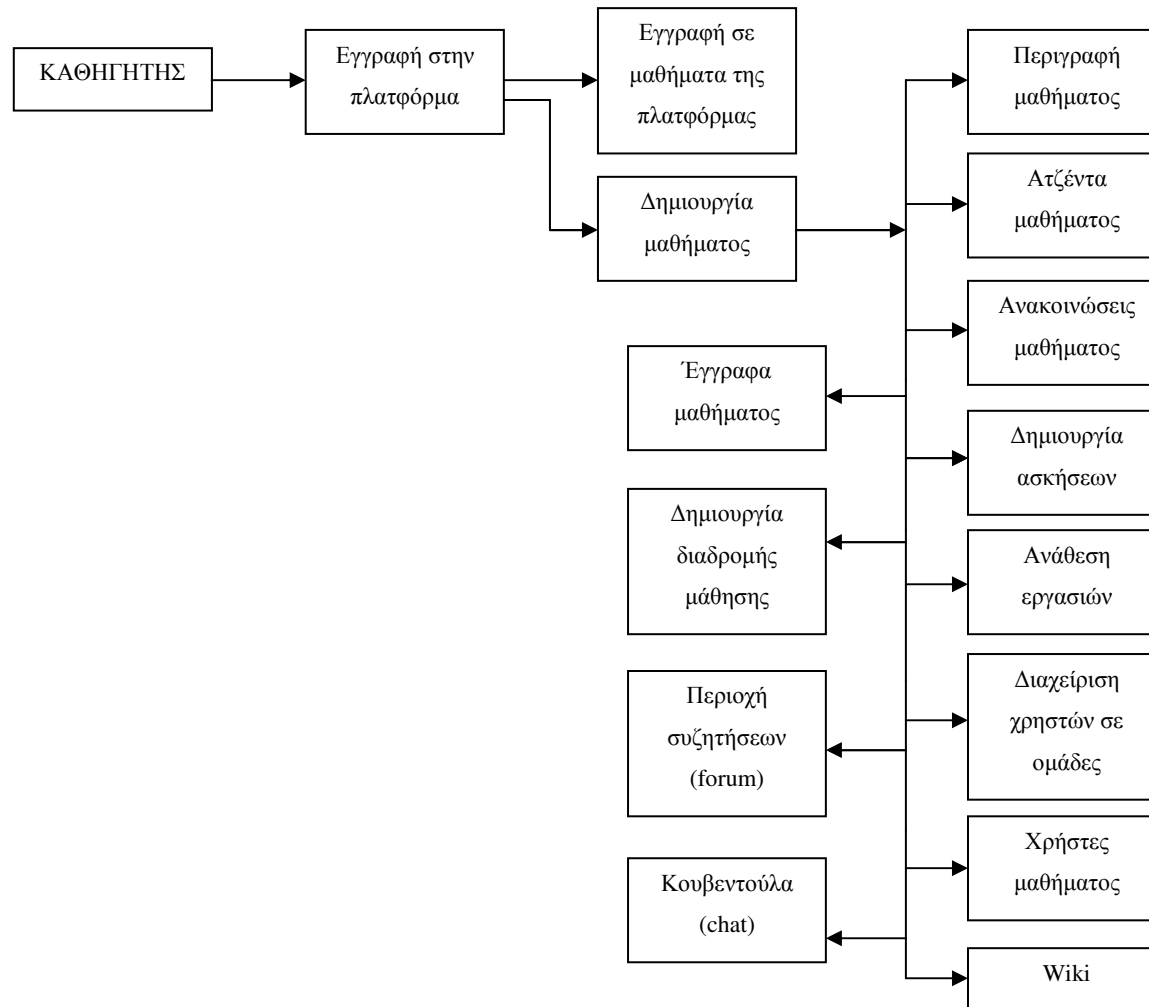 ΚΑΘΗΓΗΤΗΣ
Εγγραφή στην
πλατφόρμα
Εγγραφή σε
μαθήματα της
πλατφόρμας
Δημιουργία
μαθήματος
Περιγραφή
μαθήματος
Ατζέντα
μαθήματος
Ανακοινώσεις
μαθήματος
Έγγραφα
μαθήματος
Δημιουργία
ασκήσεων
Δημιουργία
διαδρομής
μάθησης
Ανάθεση
εργασιών
Περιοχή
συζητήσεων
(forum)
Διαχείριση
χρηστών σε
ομάδες
Κουβεντούλα
(chat)
Χρήστες
μαθήματος
Wiki